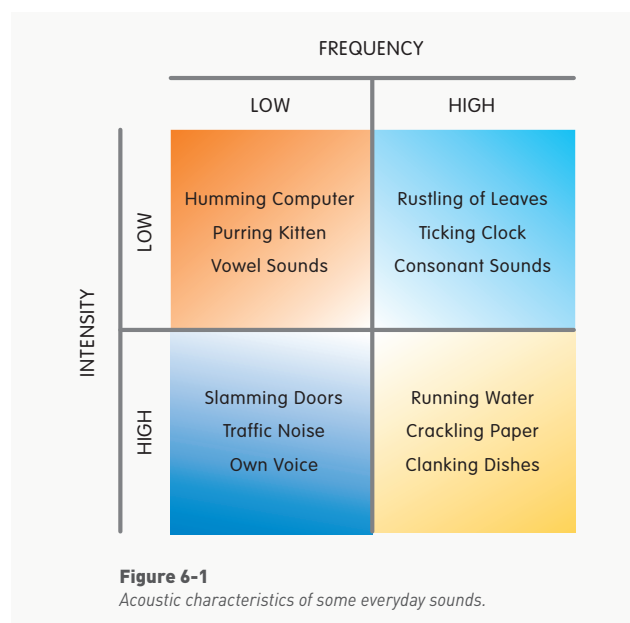 FREQUENCY
LOW
HIGH
INTENSITY
LOW
Humming Computer
Purring Kitten
Vowel Sounds
Rustling of Leaves
Ticking Clock
Consonant Sounds
HIGH
Slamming Doors
Traffic Noise
Own Voice
Running Water
Crackling Paper
Clanking Dishes
Figure 6-1
Acoustic characteristics of some everyday sounds.